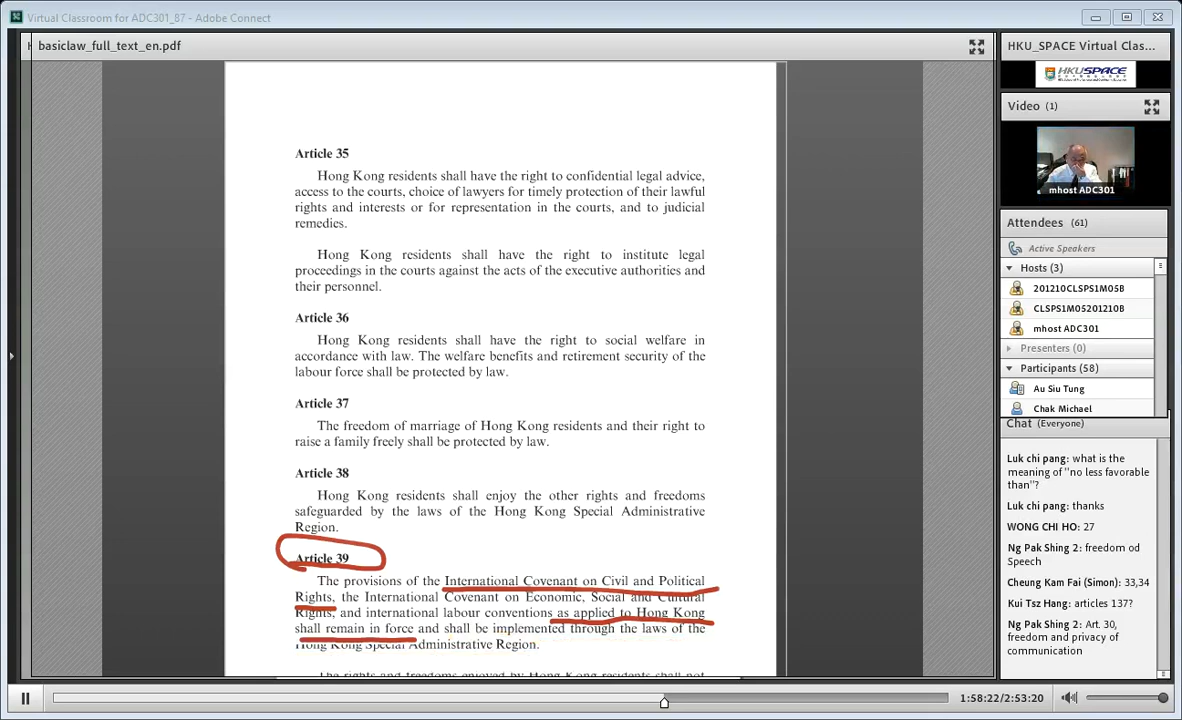 Virtual Classroom for ADC301_87 - Adobe Connect
basiclaw_full_text_en.pdf
Article 35
Hong Kong residents shall have the right to confidential legal advice,
access to the courts, choice of lawyers for timely protection of their lawful
rights and interests or for representation in the courts, and to judicial
remedies.
Hong Kong residents shall have the right to institute legal
proceedings in the courts against the acts of the executive authorities and
their personnel.
Article 36
Hong Kong residents shall have the right to social welfare in
accordance with law. The welfare benefits and retirement security of the
labour force shall be protected by law.
Article 37
The freedom of marriage of Hong Kong residents and their right to
raise a family freely shall be protected by law.
Article 38
Hong Kong residents shall enjoy the other rights and freedoms
safeguarded by the laws of the Hong Kong Special Administrative
Region.
Article 39
The provisions of the International Covenant on Civil and Political
Rights, the International Covenant on Economic, Social and Cultural
Rights, and international labour conventions as applied to Hong Kong
shall remain in force and shall be implemented through the laws of the
Hong Kong Special Administrative Region.
The rights and freedoms enjoyed by Hong Kong residents shall not
HKU_SPACE Virtual Clas...
HKU SPACE
Video (1)
mhost ADC301
Attendees (61)
Active Speakers
Hosts (3)
201210CLSPS1M05B
CLSPS1M05201210B
mhost ADC301
Presenters (0)
Participants (58)
Au Siu Tung
Chak Michael
Chat (Everyone)
Luk chi pang: what is the
meaning of "no less favorable
than"?
Luk chi pang: thanks
WONG CHI HO: 27
Ng Pak Shing 2: freedom od
Speech
Cheung Kam Fai (Simon): 33,34
Kui Tsz Hang: articles 137?
Ng Pak Shing 2: Art. 30,
freedom and privacy of
communication
1:58:22/2:53:20